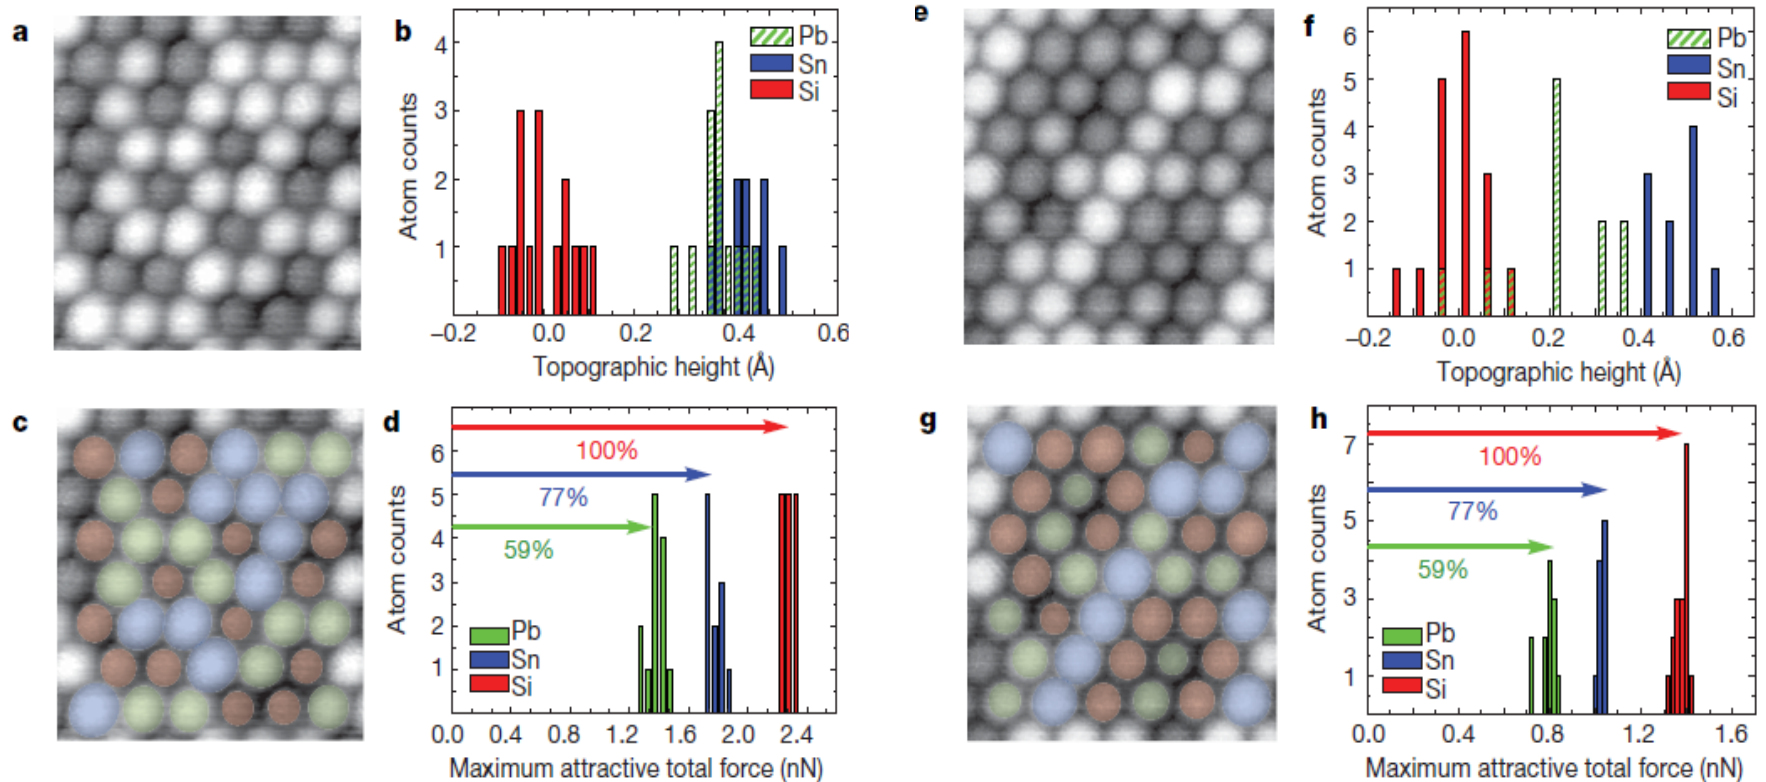 a
b
4
3
2
1
Pb
Sn
Si
Atom counts
−0.2
0.0
0.2
0.4
0.6
Topographic height (Å)
e
f
6
5
4
3
2
1
Pb
Sn
Si
Atom counts
−0.2
0.0
0.2
0.4
0.6
Topographic height (Å)
c
d
6
5
4
3
2
1
100%
77%
59%
Pb
Sn
Si
Atom counts
0.0
0.4
0.8
1.2
1.6
2.0
2.4
Maximum attractive total force (nN)
g
h
7
5
3
1
100%
77%
59%
Pb
Sn
Si
Atom counts
0.0
0.4
0.8
1.2
1.6
Maximum attractive total force (nN)